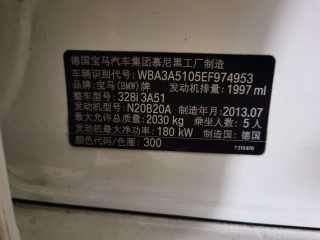 德国宝马汽车集团慕尼黑工厂制造
车辆识别代号 WBA3A5105EF974953
品牌：宝马(BMW)牌 发动机排量：1997 ml
整车型号：328i 3A51
发动机型号：N20B20A 制造年月：2013.07
最大允许总质量：2030 kg 乘坐人数：5 人
发动机最大净功率：180 kW 制造国：德国
颜色代码/色圈：300
7 310 670